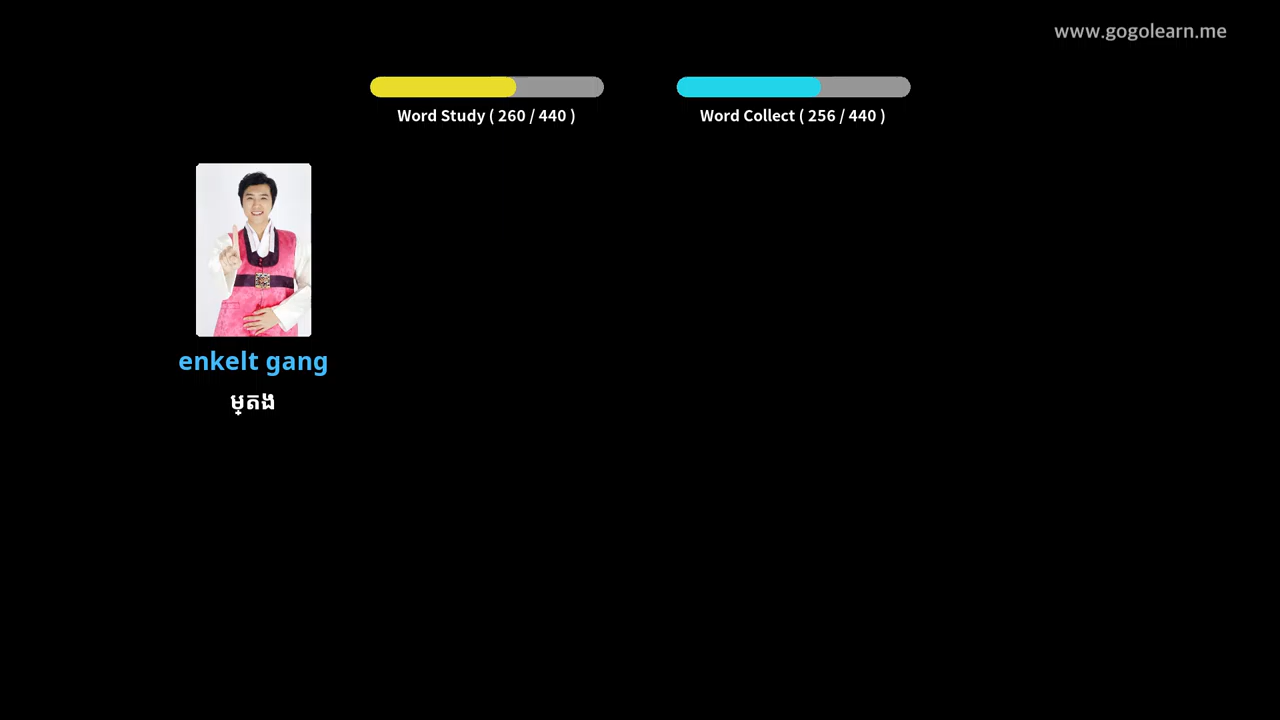 www.gogolearn.me
Word Study ( 260 / 440 )
Word Collect ( 256 / 440 )
enkelt gang
ម្តង